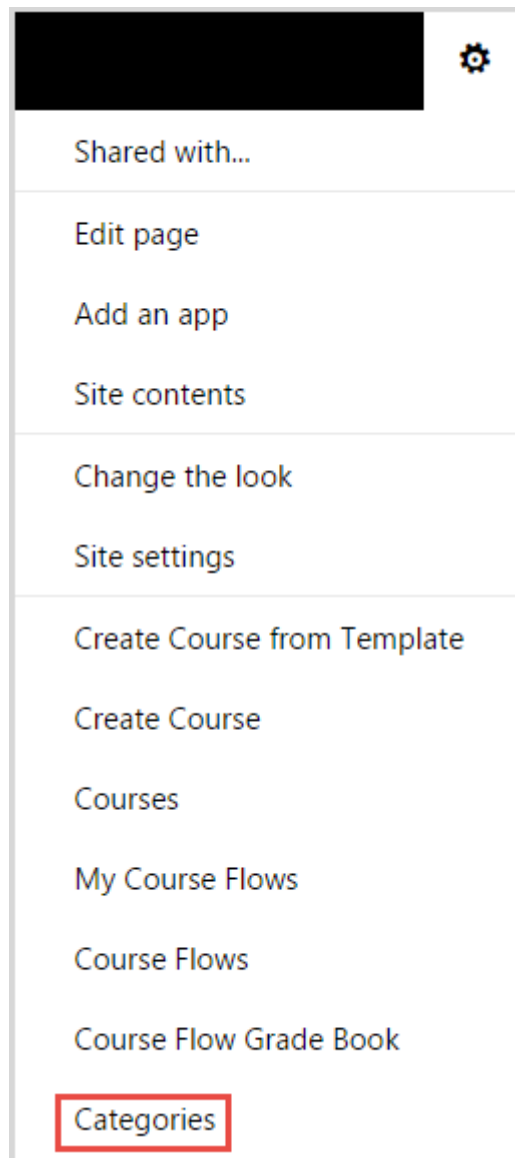 Shared with...
Edit page
Add an app
Site contents
Change the look
Site settings
Create Course from Template
Create Course
Courses
My Course Flows
Course Flows
Course Flow Grade Book
Categories